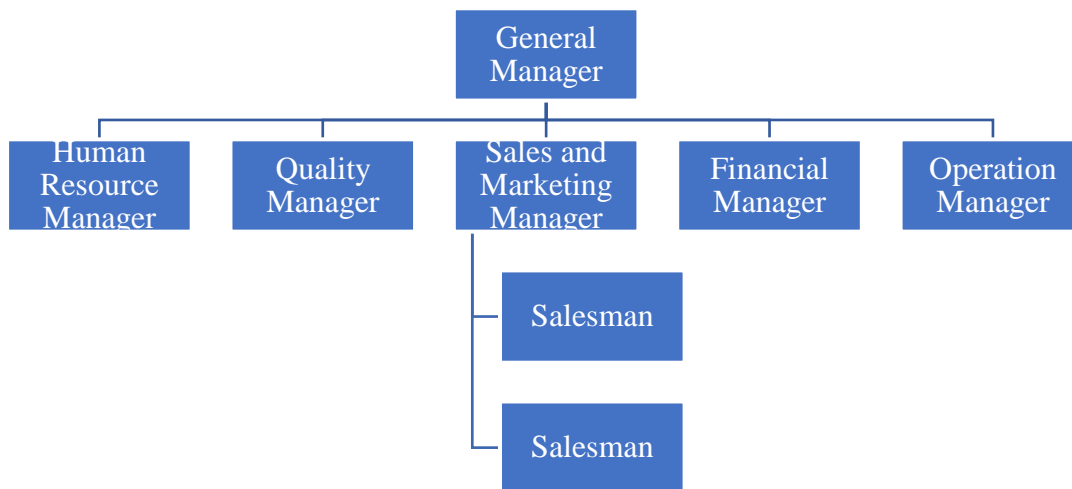 General
Manager
Human
Resource
Manager
Quality
Manager
Sales and
Marketing
Manager
Financial
Manager
Operation
Manager
Salesman
Salesman